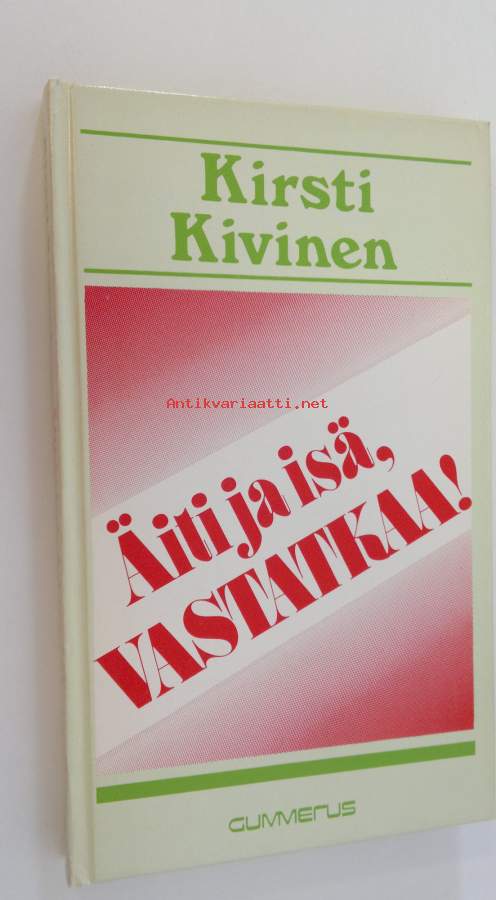 Kirsti
Kivinen
Antikvariaatti.net
Äiti ja isä,
VASTATKAA!
GUMMERUS